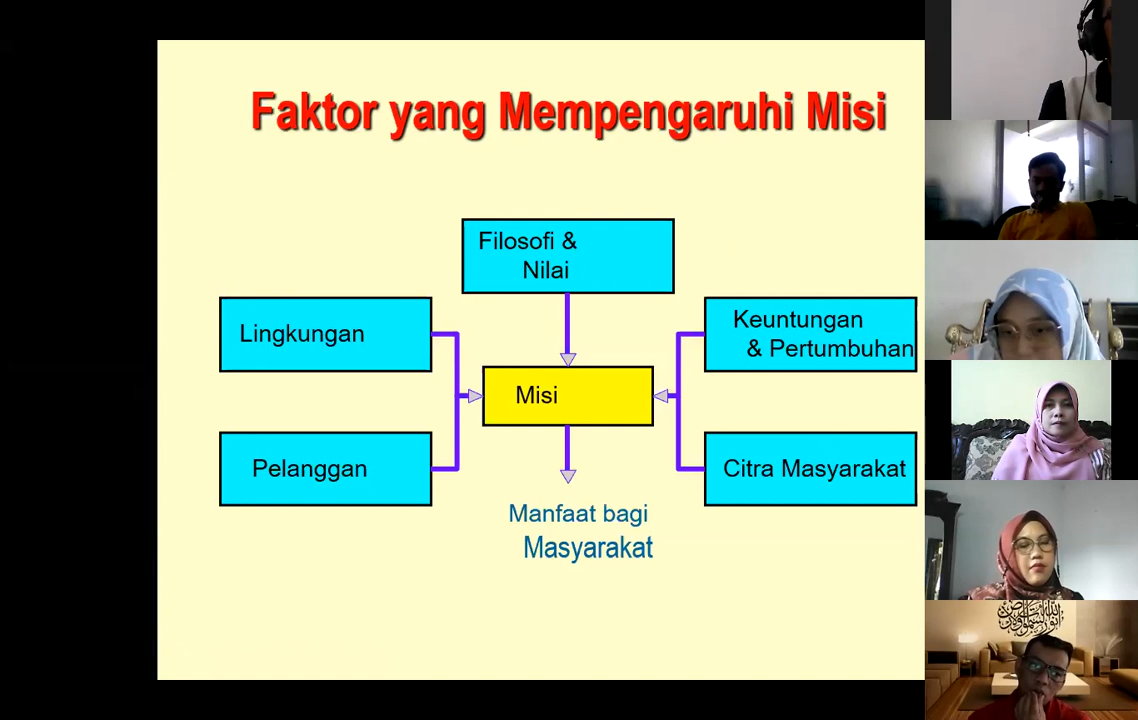 Faktor yang Mempengaruhi Misi
Filosofi &
Nilai
Lingkungan
Keuntungan
& Pertumbuhan
Misi
Pelanggan
Citra Masyarakat
Manfaat bagi
Masyarakat